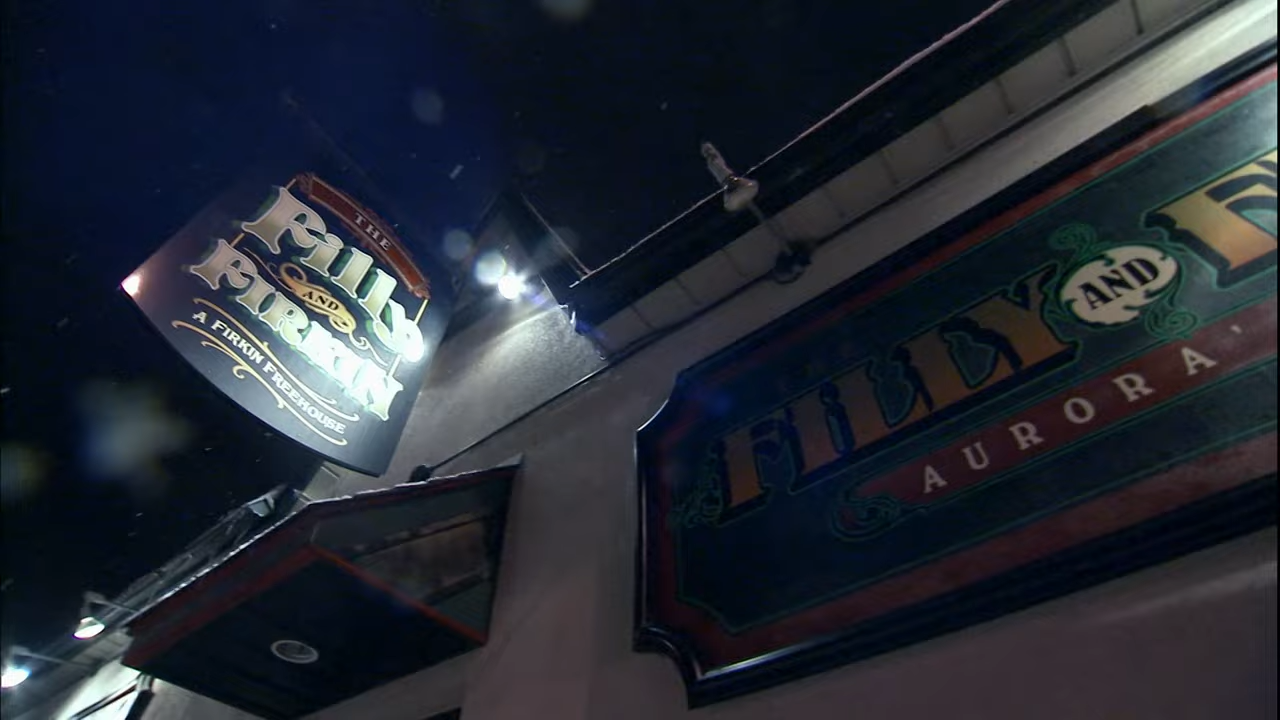 THE
Filly
AND
FIRKIN
A FIRKIN FREEHOUSE
FILLY AND F
AURORA'